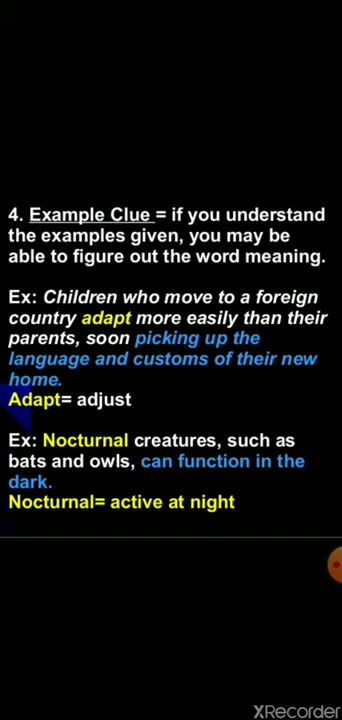 4. Example Clue = if you understand
the examples given, you may be
able to figure out the word meaning.
Ex: Children who move to a foreign
country adapt more easily than their
parents, soon picking up the
language and customs of their new
home.
Adapt= adjust
Ex: Nocturnal creatures, such as
bats and owls, can function in the
dark.
Nocturnal= active at night
XRecorder